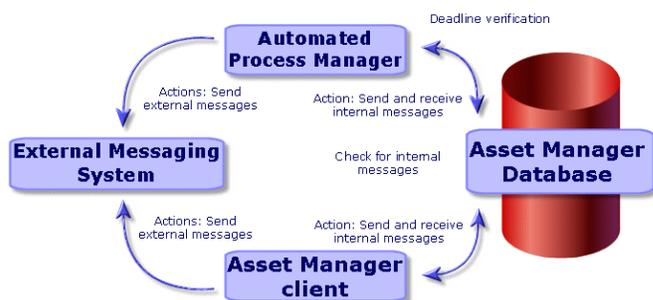 Deadline verification
Automated
Process Manager
Actions: Send
external messages
Action: Send and receive
internal messages
External Messaging
System
Check for internal
messages
Asset Manager
Database
Actions: Send
external messages
Action: Send and receive
internal messages
Asset Manager
client